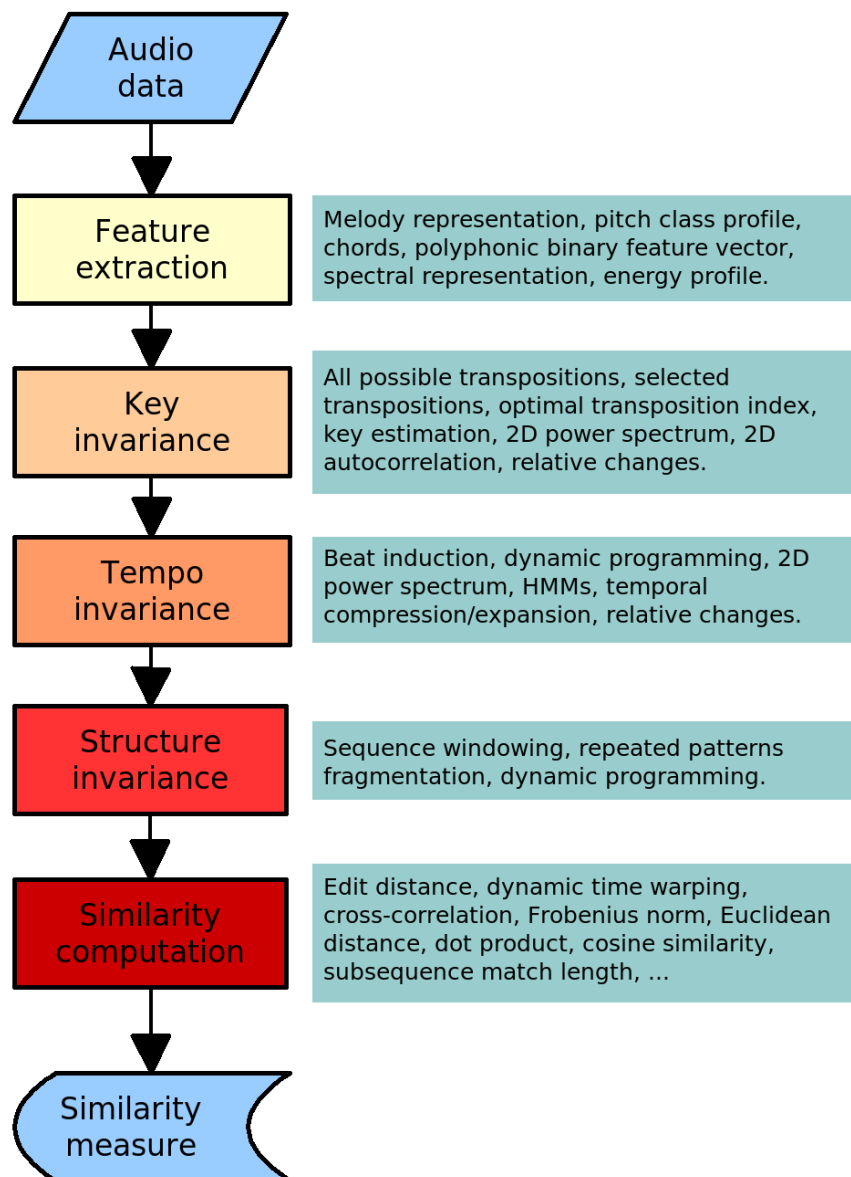 Audio
data
Feature
extraction
Melody representation, pitch class profile,
chords, polyphonic binary feature vector,
spectral representation, energy profile.
Key
invariance
All possible transpositions, selected
transpositions, optimal transposition index,
key estimation, 2D power spectrum, 2D
autocorrelation, relative changes.
Tempo
invariance
Beat induction, dynamic programming, 2D
power spectrum, HMMs, temporal
compression/expansion, relative changes.
Structure
invariance
Sequence windowing, repeated patterns
fragmentation, dynamic programming.
Similarity
computation
Edit distance, dynamic time warping,
cross-correlation, Frobenius norm, Euclidean
distance, dot product, cosine similarity,
subsequence match length, ...
Similarity
measure